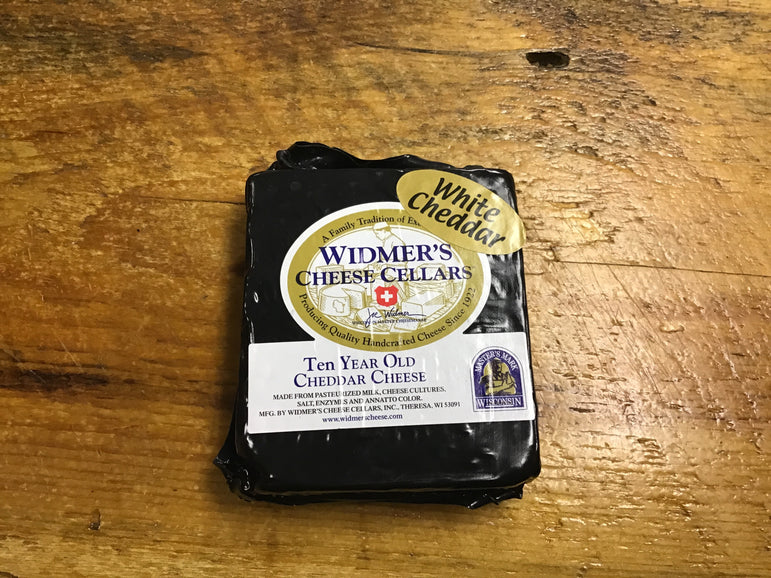 White
Cheddar
A Family Tradition of
WIDMER'S
CHEESE CELLARS
Joe Widmer
Producing Quality Handcrafted Cheese Since 1922
TEN YEAR OLD
CHEDDAR CHEESE
MADE FROM PASTEURIZED MILK, CHEESE CULTURES,
SALT, ENZYMES AND ANNATTO COLOR.
MFG. BY WIDMER'S CHEESE CELLARS, INC., THERESA, WI 53091
www.widmerscheese.com
MASTER'S MARK
WISCONSIN